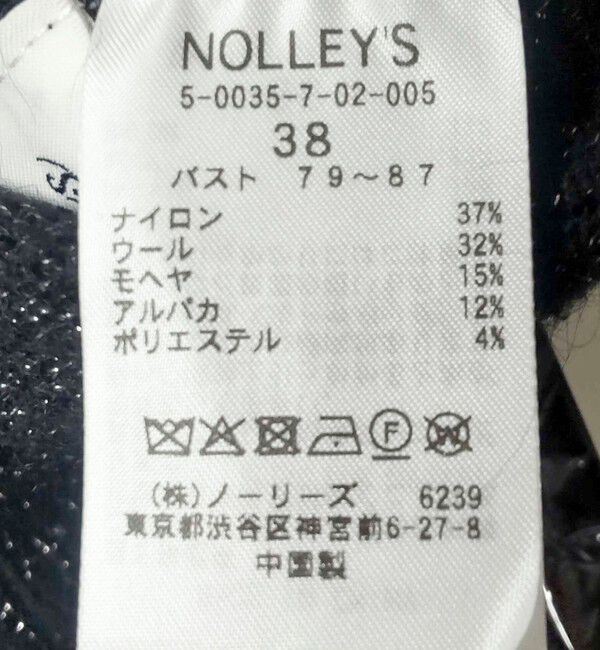 NOLLEY'S
5-0035-7-02-005
38
バスト 79～87
ナイロン 37%
ウール 32%
モヘヤ 15%
アルパカ 12%
ポリエステル 4%
F W
(株)ノーリーズ 6239
東京都渋谷区神宮前6-27-8
中国製